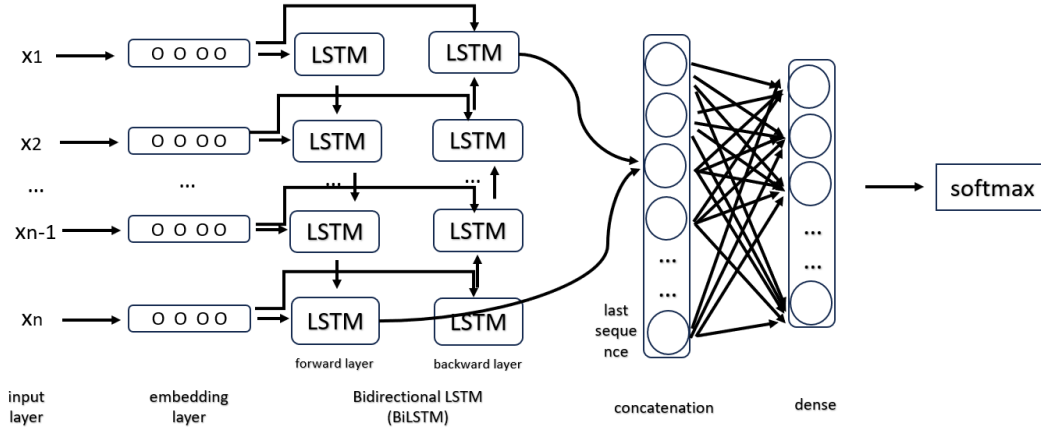 x1
O O O O
LSTM
LSTM
x2
O O O O
LSTM
LSTM
...
...
...
...
xn-1
O O O O
LSTM
LSTM
xn
O O O O
LSTM
LSTM
forward layer
backward layer
input
layer
embedding
layer
Bidirectional LSTM
(BiLSTM)
...
...
last
seque
nce
concatenation
...
...
dense
softmax